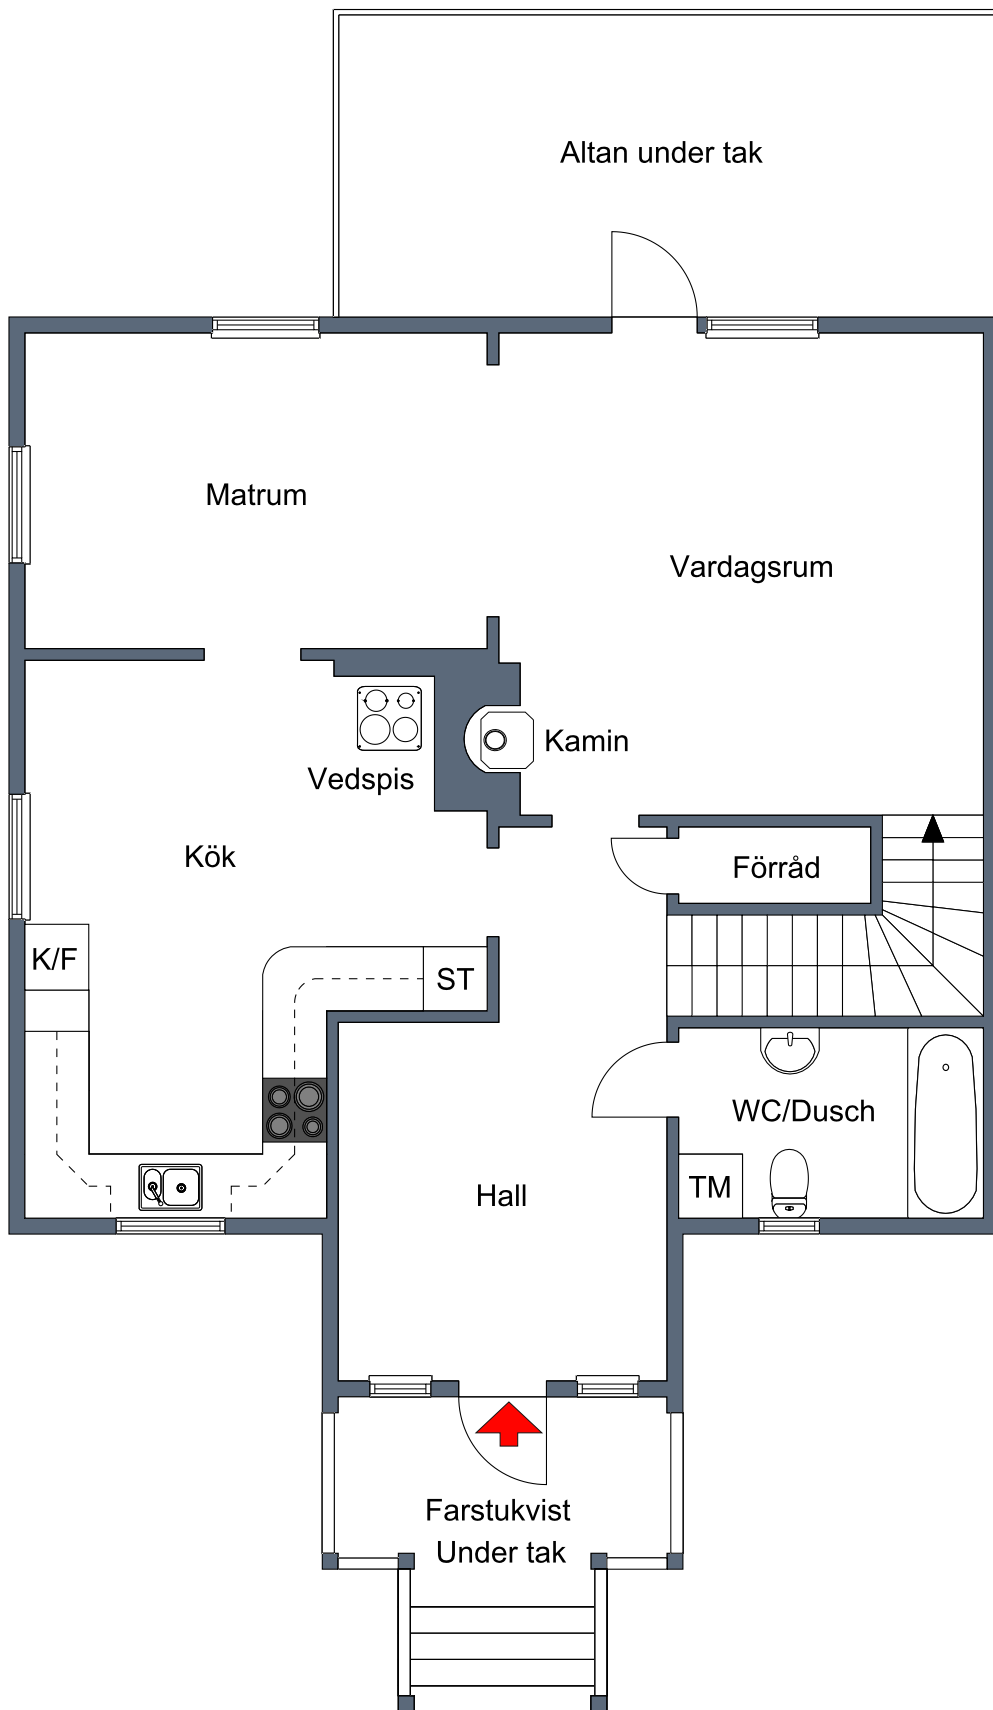 Altan under tak
Matrum
Vardagsrum
Kamin
Vedspis
Kök
Förråd
K/F
ST
WC/Dusch
TM
Hall
Farstukvist
Under tak